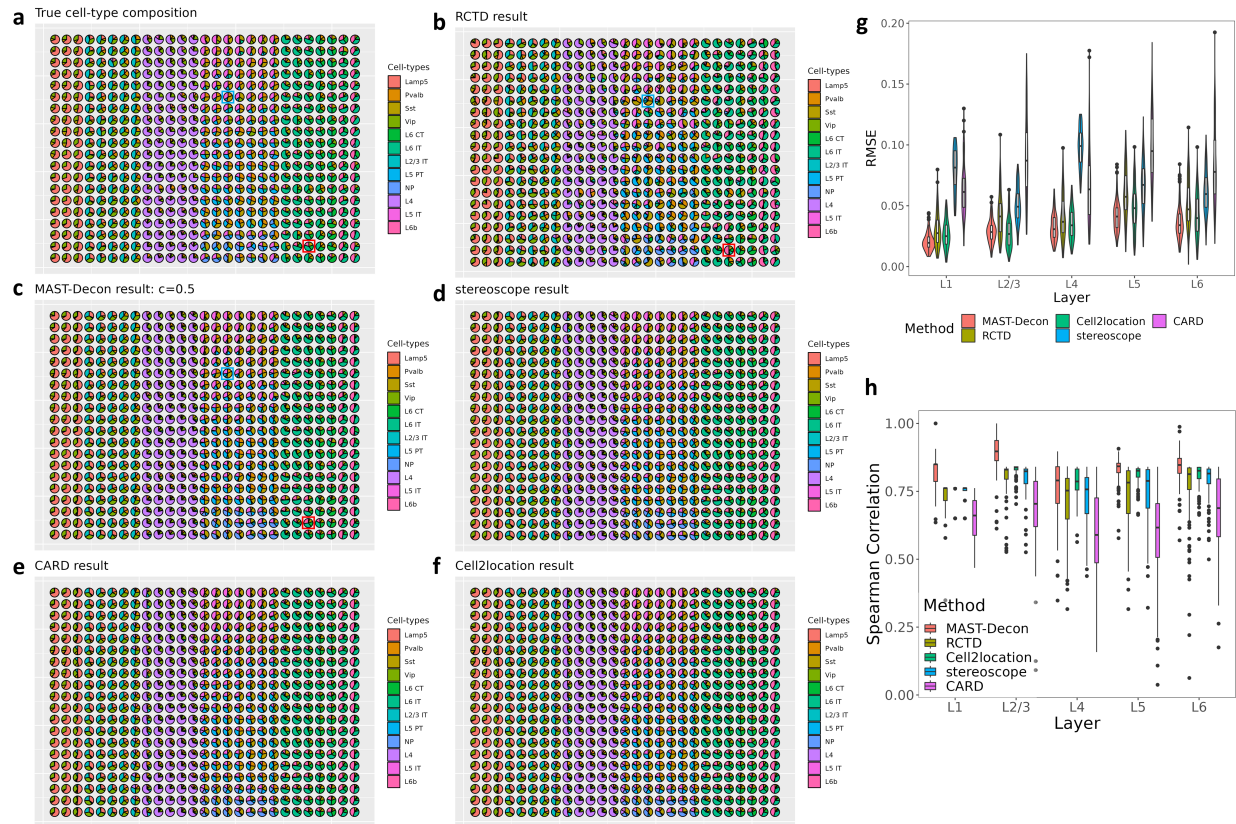 a
True cell-type composition
Cell-types
Lamp5
Pvalb
Sst
Vip
L6 CT
L6 IT
L2/3 IT
L5 PT
NP
L4
L5 IT
L6b
b
RCTD result
Cell-types
Lamp5
Pvalb
Sst
Vip
L6 CT
L6 IT
L2/3 IT
L5 PT
NP
L4
L5 IT
L6b
c
MAST-Decon result: c=0.5
Cell-types
Lamp5
Pvalb
Sst
Vip
L6 CT
L6 IT
L2/3 IT
L5 PT
NP
L4
L5 IT
L6b
d
stereoscope result
Cell-types
Lamp5
Pvalb
Sst
Vip
L6 CT
L6 IT
L2/3 IT
L5 PT
NP
L4
L5 IT
L6b
e
CARD result
Cell-types
Lamp5
Pvalb
Sst
Vip
L6 CT
L6 IT
L2/3 IT
L5 PT
NP
L4
L5 IT
L6b
f
Cell2location result
Cell-types
Lamp5
Pvalb
Sst
Vip
L6 CT
L6 IT
L2/3 IT
L5 PT
NP
L4
L5 IT
L6b
g
0.20
0.15
0.10
0.05
0.00
RMSE
L1 L2/3 L4 L5 L6
Layer
Method
MAST-Decon Cell2location CARD
RCTD stereoscope
h
1.00
0.75
0.50
0.25
0.00
Spearman Correlation
Method
MAST-Decon
RCTD
Cell2location
stereoscope
CARD
L1 L2/3 L4 L5 L6
Layer